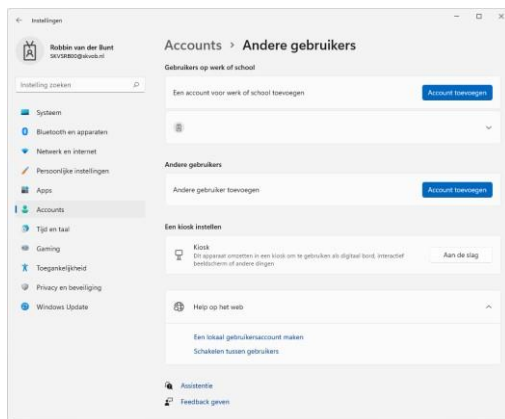 Instellingen
Robbin van der Bunt
SKVSRB00@skvob.nl
Instelling zoeken
Systeem
Bluetooth en apparaten
Netwerk en internet
Persoonlijke instellingen
Apps
Accounts
Tijd en taal
Gaming
Toegankelijkheid
Privacy en beveiliging
Windows Update
Accounts > Andere gebruikers
Gebruikers op werk of school
Een account voor werk of school toevoegen
Account toevoegen
Andere gebruikers
Andere gebruiker toevoegen
Account toevoegen
Een kiosk instellen
Kiosk
Dit apparaat omzetten in een kiosk om te gebruiken als digitaal bord, interactief
beeldscherm of andere dingen
Aan de slag
Help op het web
Een lokaal gebruikersaccount maken
Schakelen tussen gebruikers
Assistentie
Feedback geven